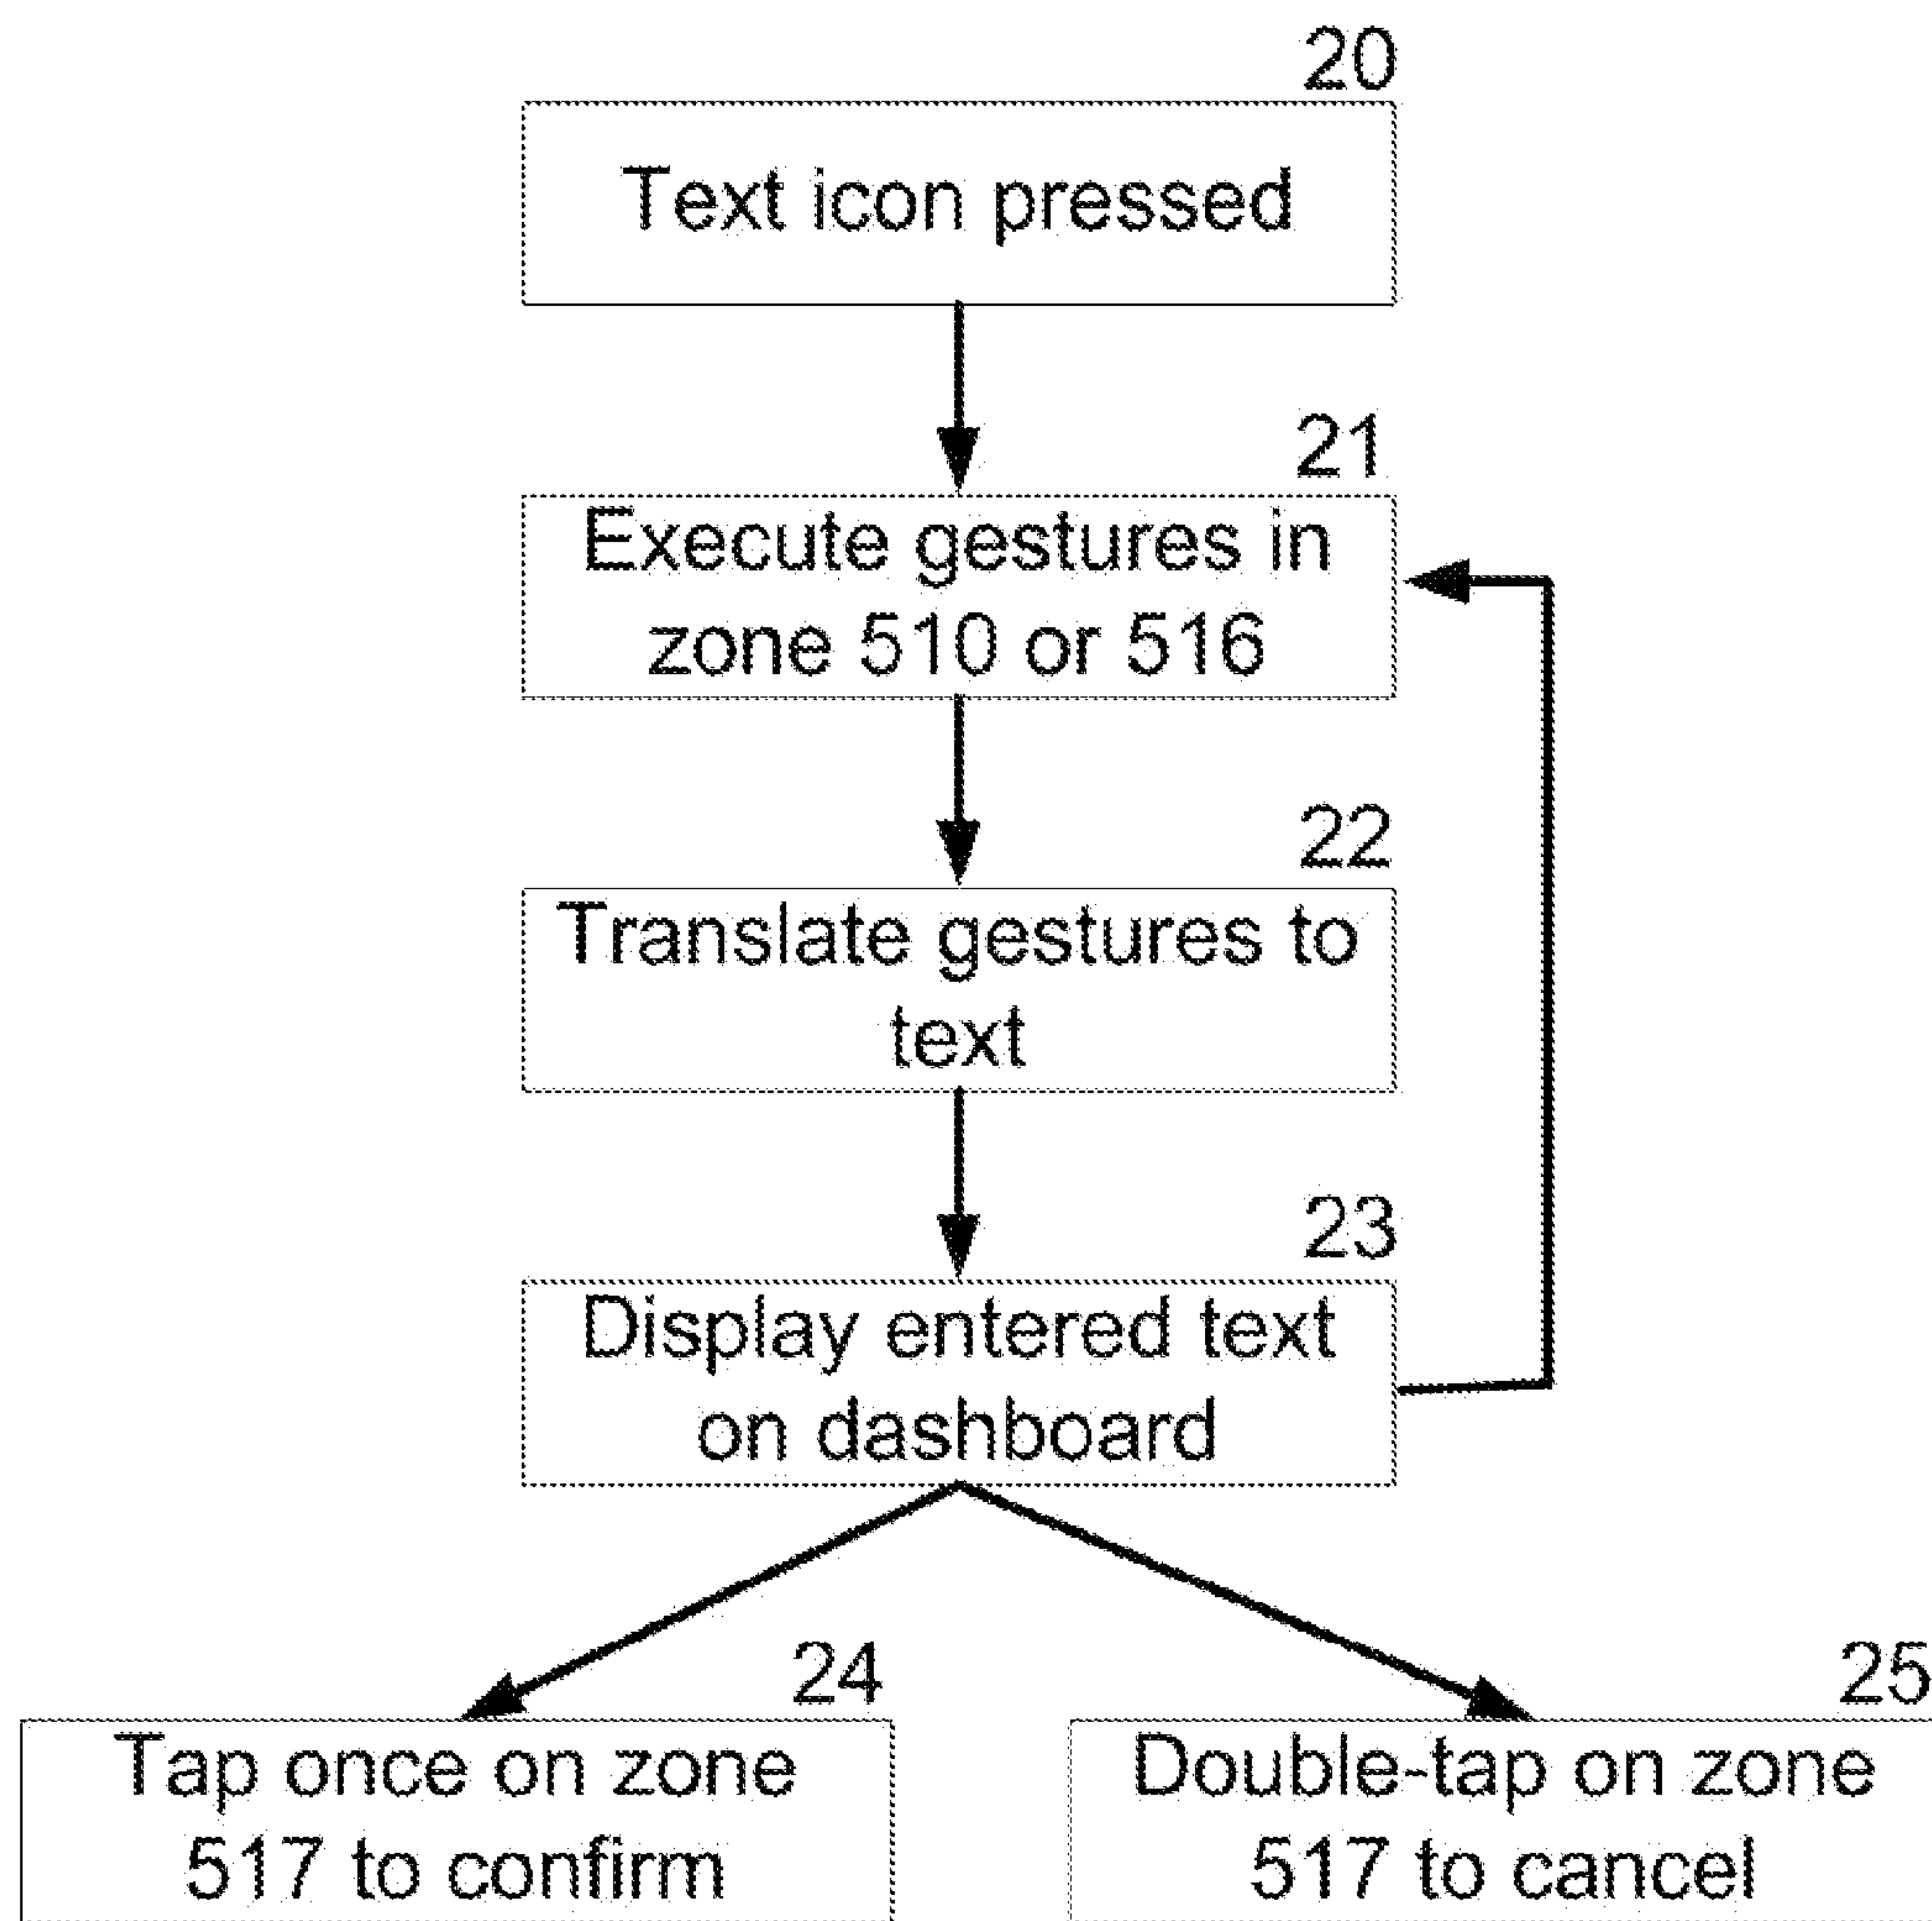 20
Text icon pressed
21
Execute gestures in
zone 510 or 516
22
Translate gestures to
text
23
Display entered text
on dashboard
24
Tap once on zone
517 to confirm
25
Double-tap on zone
517 to cancel